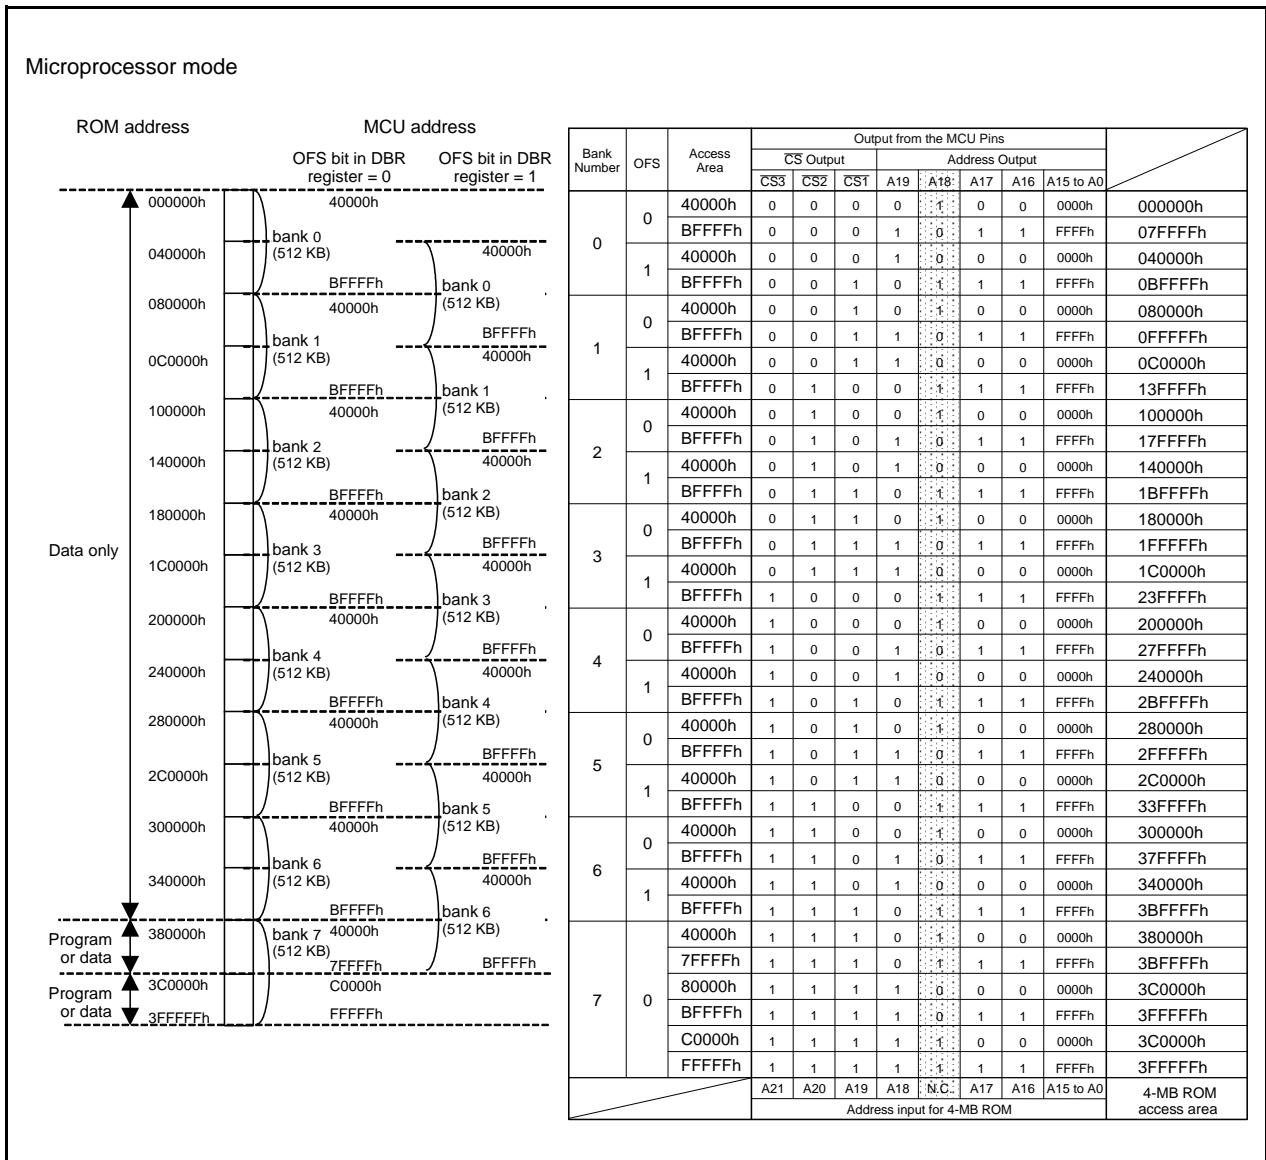 Microprocessor mode
ROM address
MCU address
OFS bit in DBR
register = 0
OFS bit in DBR
register = 1
000000h
40000h
bank 0
(512 KB)
040000h
40000h
BFFFFh
bank 0
(512 KB)
080000h
40000h
BFFFFh
bank 1
(512 KB)
0C0000h
40000h
BFFFFh
bank 1
(512 KB)
100000h
40000h
BFFFFh
bank 2
(512 KB)
140000h
40000h
BFFFFh
bank 2
(512 KB)
180000h
40000h
BFFFFh
Data only
bank 3
(512 KB)
1C0000h
40000h
BFFFFh
bank 3
(512 KB)
200000h
40000h
BFFFFh
bank 4
(512 KB)
240000h
40000h
BFFFFh
bank 4
(512 KB)
280000h
40000h
BFFFFh
bank 5
(512 KB)
2C0000h
40000h
BFFFFh
bank 5
(512 KB)
300000h
40000h
BFFFFh
bank 6
(512 KB)
340000h
40000h
BFFFFh
bank 6
(512 KB)
Program
or data
380000h
bank 7
(512 KB)
40000h
7FFFFh
BFFFFh
Program
or data
3C0000h
C0000h
3FFFFFh
FFFFFh
Bank
Number
OFS
Access
Area
Output from the MCU Pins
CS Output
Address Output
CS3 CS2 CS1 A19 A18 A17 A16 A15 to A0
0 0 40000h 0 0 0 0 1 0 0 0000h 000000h
BFFFFh 0 0 0 1 0 1 1 FFFFh 07FFFFh
1 40000h 0 0 0 1 0 0 0 0000h 040000h
BFFFFh 0 0 1 0 1 1 1 FFFFh 0BFFFFh
1 0 40000h 0 0 1 0 1 0 0 0000h 080000h
BFFFFh 0 0 1 1 0 1 1 FFFFh 0FFFFFh
1 40000h 0 0 1 1 0 0 0 0000h 0C0000h
BFFFFh 0 1 0 0 1 1 1 FFFFh 13FFFFh
2 0 40000h 0 1 0 0 1 0 0 0000h 100000h
BFFFFh 0 1 0 1 0 1 1 FFFFh 17FFFFh
1 40000h 0 1 0 1 0 0 0 0000h 140000h
BFFFFh 0 1 1 0 1 1 1 FFFFh 1BFFFFh
3 0 40000h 0 1 1 0 1 0 0 0000h 180000h
BFFFFh 0 1 1 1 0 1 1 FFFFh 1FFFFFh
1 40000h 0 1 1 1 0 0 0 0000h 1C0000h
BFFFFh 1 0 0 0 1 1 1 FFFFh 23FFFFh
4 0 40000h 1 0 0 0 1 0 0 0000h 200000h
BFFFFh 1 0 0 1 0 1 1 FFFFh 27FFFFh
1 40000h 1 0 0 1 0 0 0 0000h 240000h
BFFFFh 1 0 1 0 1 1 1 FFFFh 2BFFFFh
5 0 40000h 1 0 1 0 1 0 0 0000h 280000h
BFFFFh 1 0 1 1 0 1 1 FFFFh 2FFFFFh
1 40000h 1 0 1 1 0 0 0 0000h 2C0000h
BFFFFh 1 1 0 0 1 1 1 FFFFh 33FFFFh
6 0 40000h 1 1 0 0 1 0 0 0000h 300000h
BFFFFh 1 1 0 1 0 1 1 FFFFh 37FFFFh
1 40000h 1 1 0 1 0 0 0 0000h 340000h
BFFFFh 1 1 1 0 1 1 1 FFFFh 3BFFFFh
7 0 40000h 1 1 1 0 1 0 0 0000h 380000h
7FFFFh 1 1 1 0 1 1 1 FFFFh 3BFFFFh
80000h 1 1 1 1 0 0 0 0000h 3C0000h
BFFFFh 1 1 1 1 0 1 1 FFFFh 3FFFFFh
C0000h 1 1 1 1 1 0 0 0000h 3C0000h
FFFFFh 1 1 1 1 1 1 1 FFFFh 3FFFFFh
A21 A20 A19 A18 N.C. A17 A16 A15 to A0
Address input for 4-MB ROM
4-MB ROM
access area